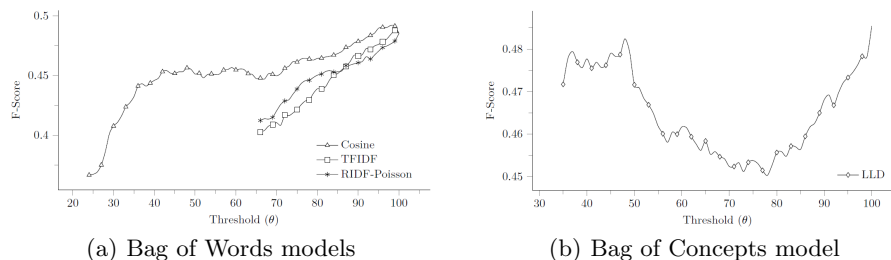 0.5
0.45
0.4
F-Score
Cosine
TFIDF
RIDF-Poisson
20 30 40 50 60 70 80 90 100
Threshold (θ)
(a) Bag of Words models
0.48
0.47
0.46
0.45
F-Score
LLD
30 40 50 60 70 80 90 100
Threshold (θ)
(b) Bag of Concepts model